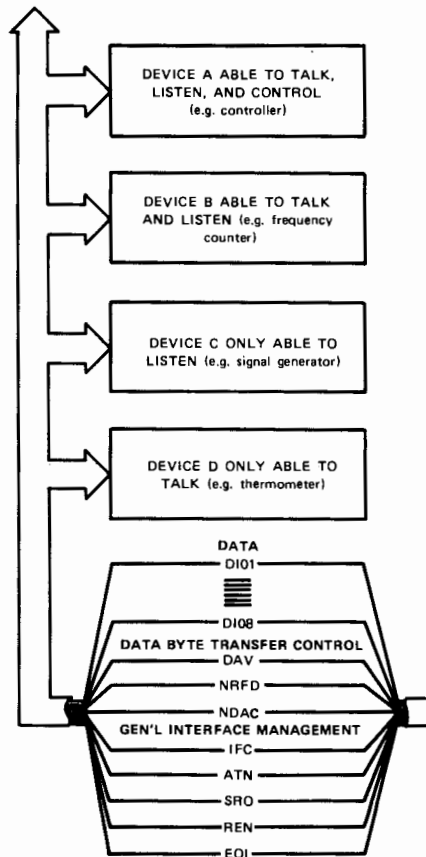 DEVICE A ABLE TO TALK,
LISTEN, AND CONTROL
(e.g. controller)
DEVICE B ABLE TO TALK
AND LISTEN (e.g. frequency
counter)
DEVICE C ONLY ABLE TO
LISTEN (e.g. signal generator)
DEVICE D ONLY ABLE TO
TALK (e.g. thermometer)
DATA
DI01
DI08
DATA BYTE TRANSFER CONTROL
DAV
NRFD
NDAC
GEN'L INTERFACE MANAGEMENT
IFC
ATN
SRO
REN
EOI